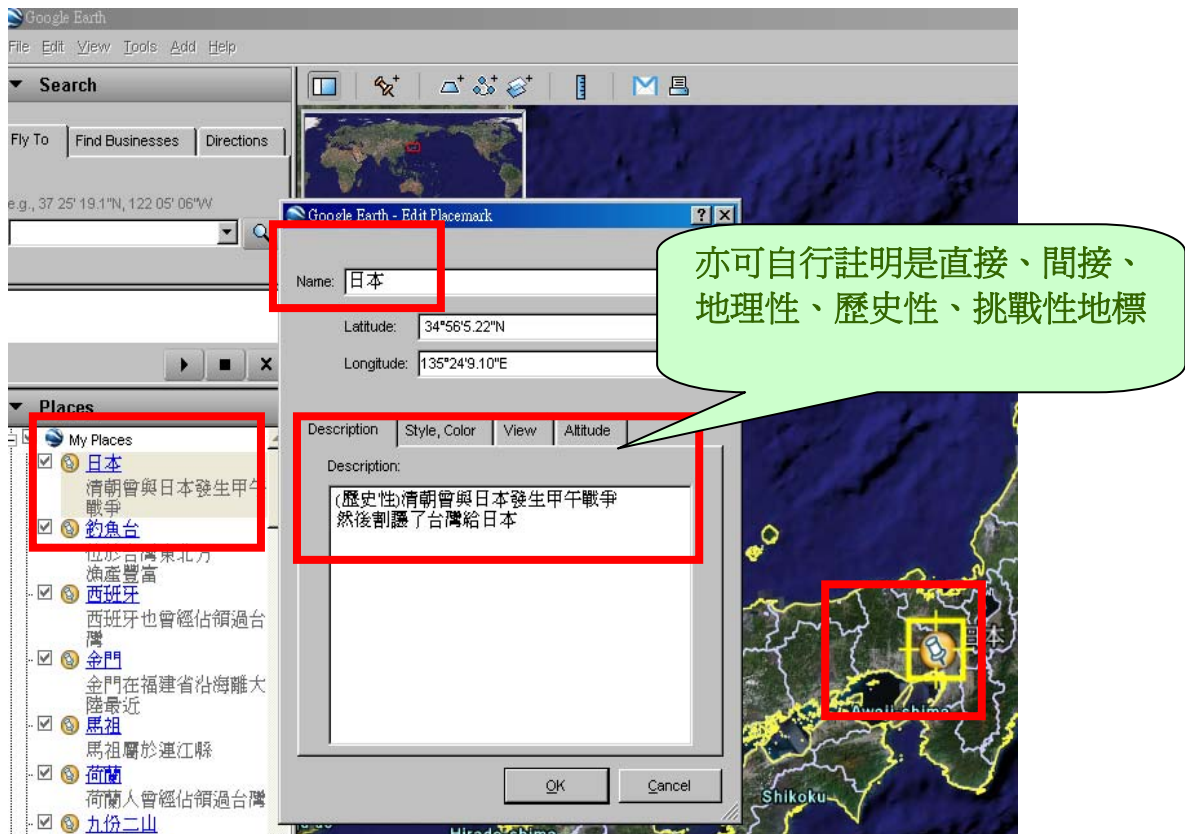 Google Earth
File Edit View Tools Add Help
Search
Fly To Find Businesses Directions
e.g., 37 25' 19.1"N, 122 05' 06"W
Google Earth - Edit Placemark
Name: 日本
Latitude: 34°56'5.22"N
Longitude: 135°24'9.10"E
亦可自行註明是直接、間接、
地理性、歷史性、挑戰性地標
Description Style, Color View Altitude
Description:
(歷史性)清朝曾與日本發生甲午戰爭
然後割讓了台灣給日本
OK Cancel
Places
My Places
日本
清朝曾與日本發生甲午
戰爭
釣魚台
位於台灣東北方
漁產豐富
西班牙
西班牙也曾經佔領過台
灣
金門
金門在福建省沿海離大
陸最近
馬祖
馬祖屬於連江縣
荷蘭
荷蘭人曾經佔領過台灣
九份二山
日本
Awaji-shima
Shikoku